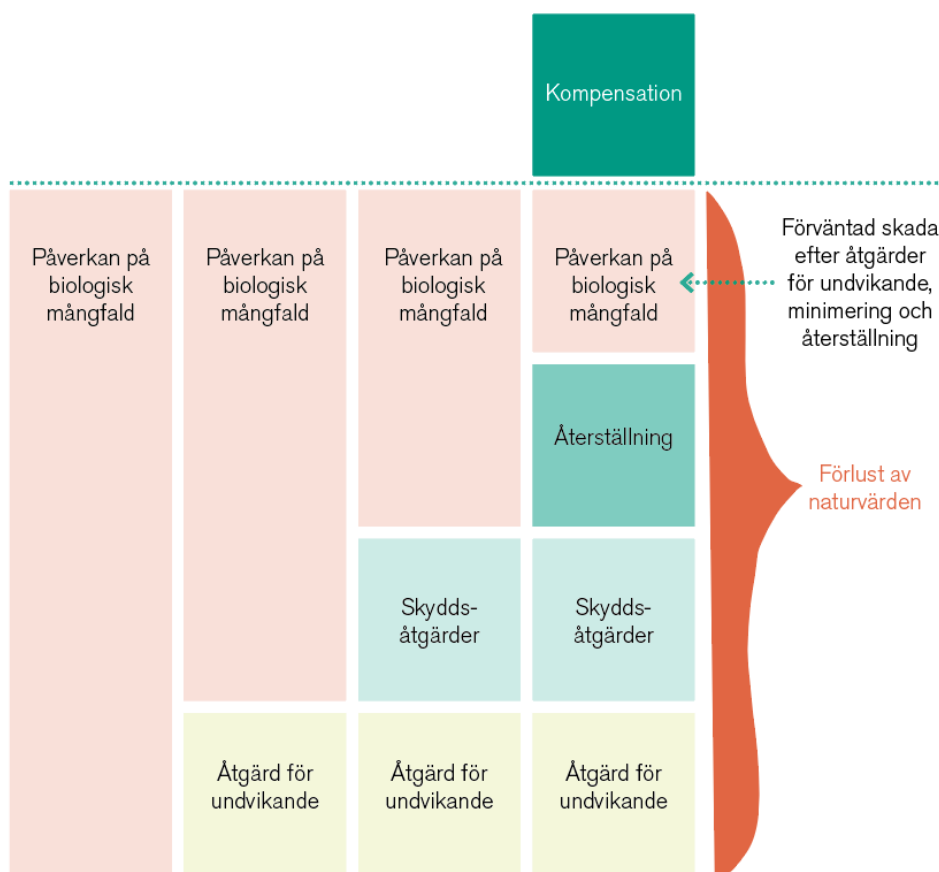 Kompensation
Påverkan på
biologisk
mångfald
Påverkan på
biologisk
mångfald
Påverkan på
biologisk
mångfald
Påverkan på
biologisk
mångfald
Förväntad skada
efter åtgärder
för undvikande,
minimering och
återställning
Återställning
Förlust av
naturvärden
Skydds-
åtgärder
Skydds-
åtgärder
Åtgärd för
undvikande
Åtgärd för
undvikande
Åtgärd för
undvikande